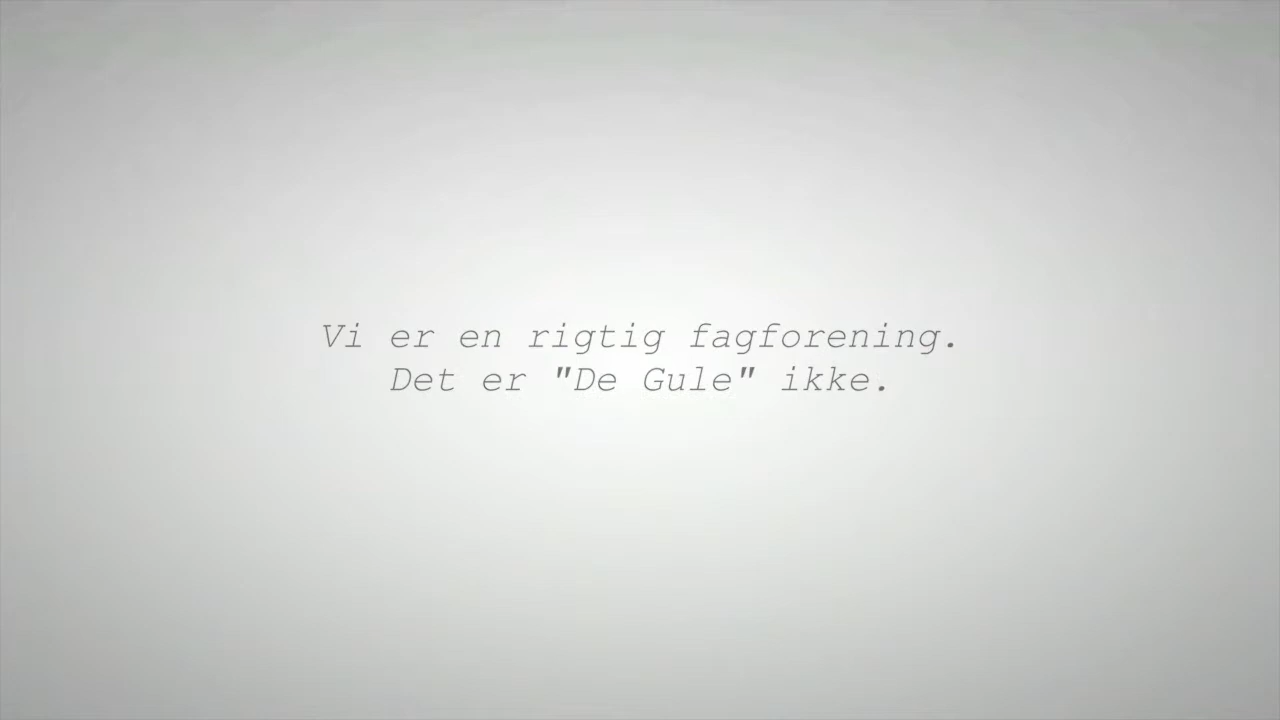 Vi er en rigtig fagforening.
Det er "De Gule" ikke.